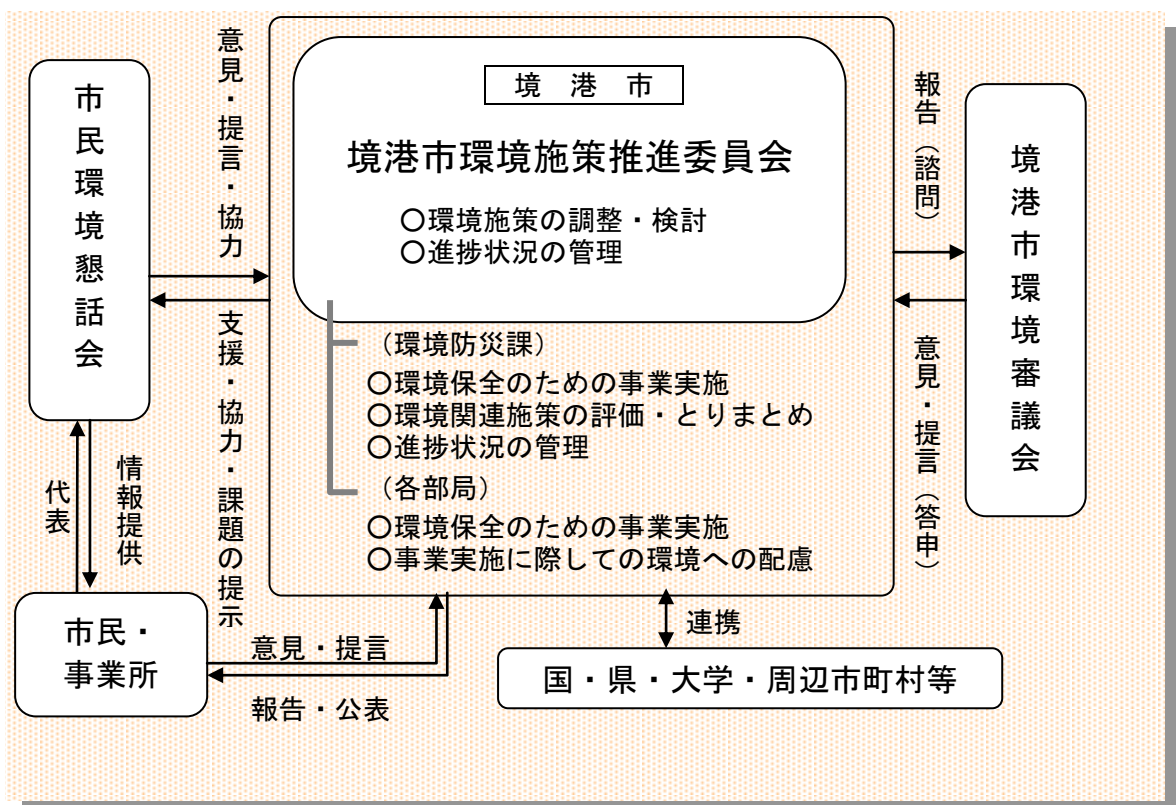 市民環境懇話会
意見・提言・協力
支援・協力・課題の提示
境 港 市
境港市環境施策推進委員会
〇環境施策の調整・検討
〇進捗状況の管理
（環境防災課）
〇環境保全のための事業実施
〇環境関連施策の評価・とりまとめ
〇進捗状況の管理
（各部局）
〇環境保全のための事業実施
〇事業実施に際しての環境への配慮
報告（諮問）
意見・提言（答申）
境港市環境審議会
代表
情報提供
市民・
事業所
意見・提言
報告・公表
連携
国・県・大学・周辺市町村等